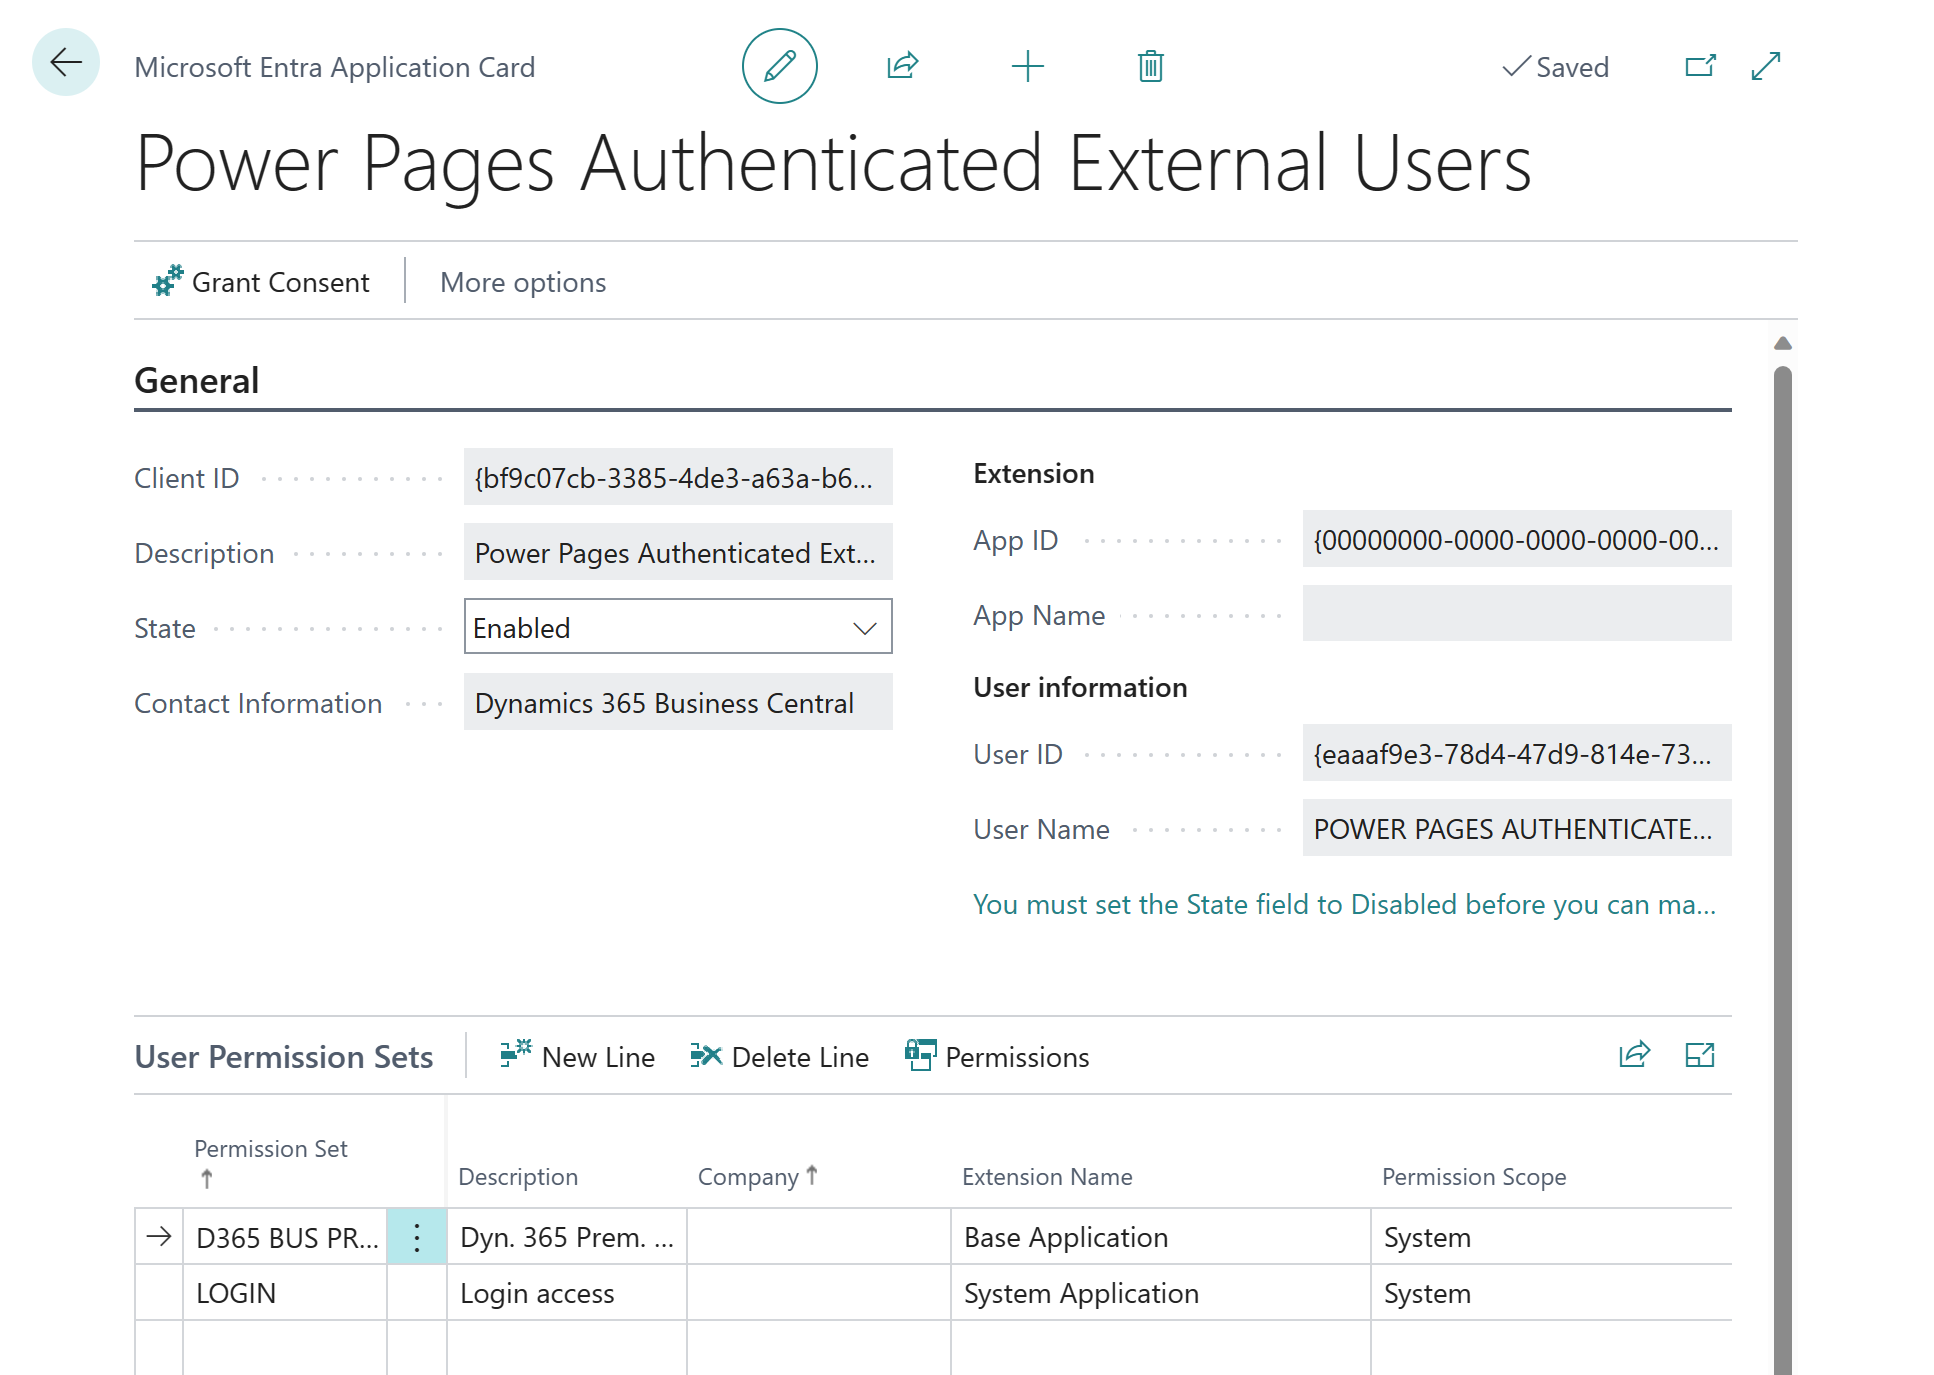 Microsoft Entra Application Card
Saved
Power Pages Authenticated External Users
Grant Consent
More options
General
Client ID
{bf9c07cb-3385-4de3-a63a-b6...
Description
Power Pages Authenticated Ext...
State
Enabled
Contact Information
Dynamics 365 Business Central
Extension
App ID
{00000000-0000-0000-0000-00...
App Name
User information
User ID
{eaaaf9e3-78d4-47d9-814e-73...
User Name
POWER PAGES AUTHENTICATE...
You must set the State field to Disabled before you can ma...
User Permission Sets
New Line
Delete Line
Permissions
Permission Set
Description
Company
Extension Name
Permission Scope
D365 BUS PR... Dyn. 365 Prem. ... Base Application System
LOGIN Login access System Application System